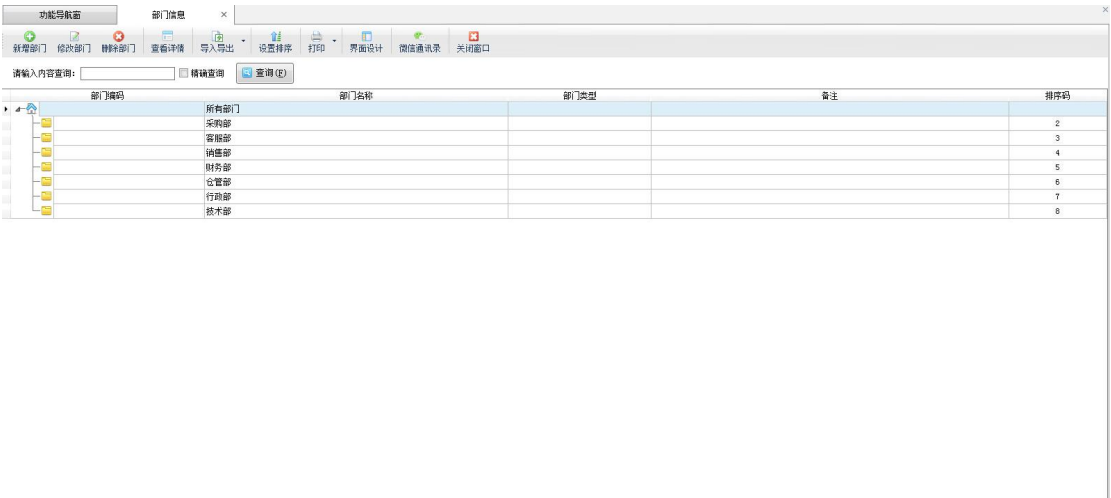 功能导航窗 部门信息 ×
新增部门 修改部门 删除部门 查看详情 导入导出 设置排序 打印 界面设计 微信通讯录 关闭窗口
请输入内容查询: 精确查询 查询(F)
部门编码 部门名称 部门类型 备注 排序码
所有部门
采购部 2
客服部 3
销售部 4
财务部 5
仓管部 6
行政部 7
技术部 8